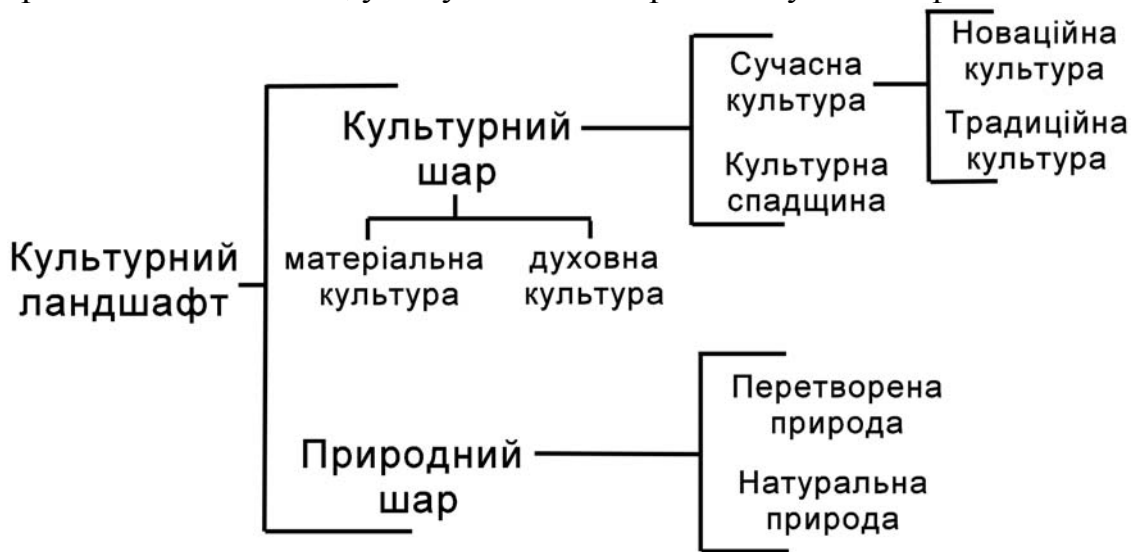 Новаційна
культура
Сучасна
культура
Традиційна
культура
Культурний
шар
Культурна
спадщина
Культурний
ландшафт
матеріальна
культура
духовна
культура
Перетворена
природа
Природний
шар
Натуральна
природа